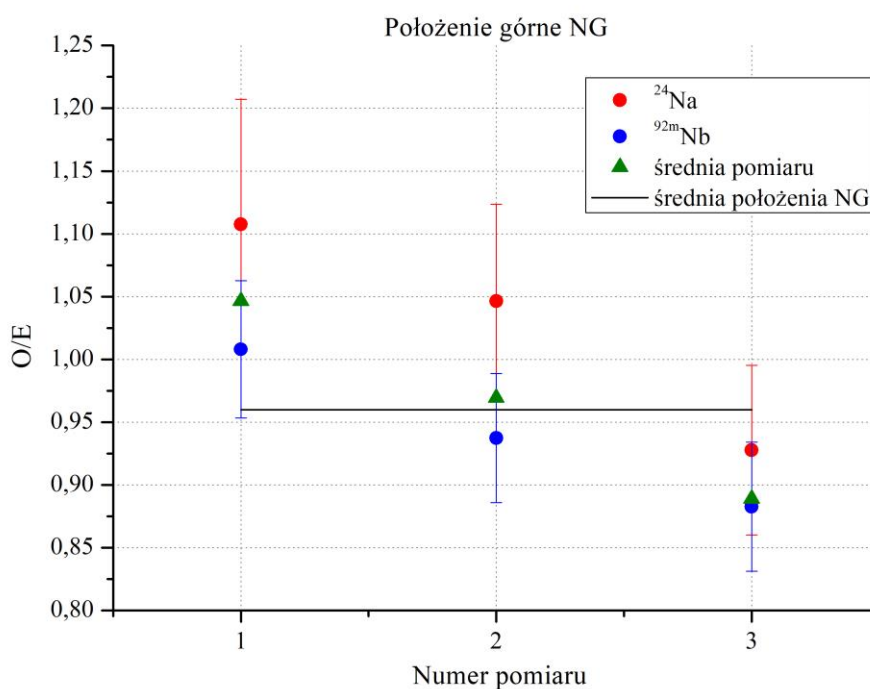 Położenie górne NG
1,25
1,20
1,15
1,10
1,05
1,00
0,95
0,90
0,85
0,80
O/E
²⁴Na
⁹²ᵐNb
średnia pomiaru
średnia położenia NG
1 2 3
Numer pomiaru